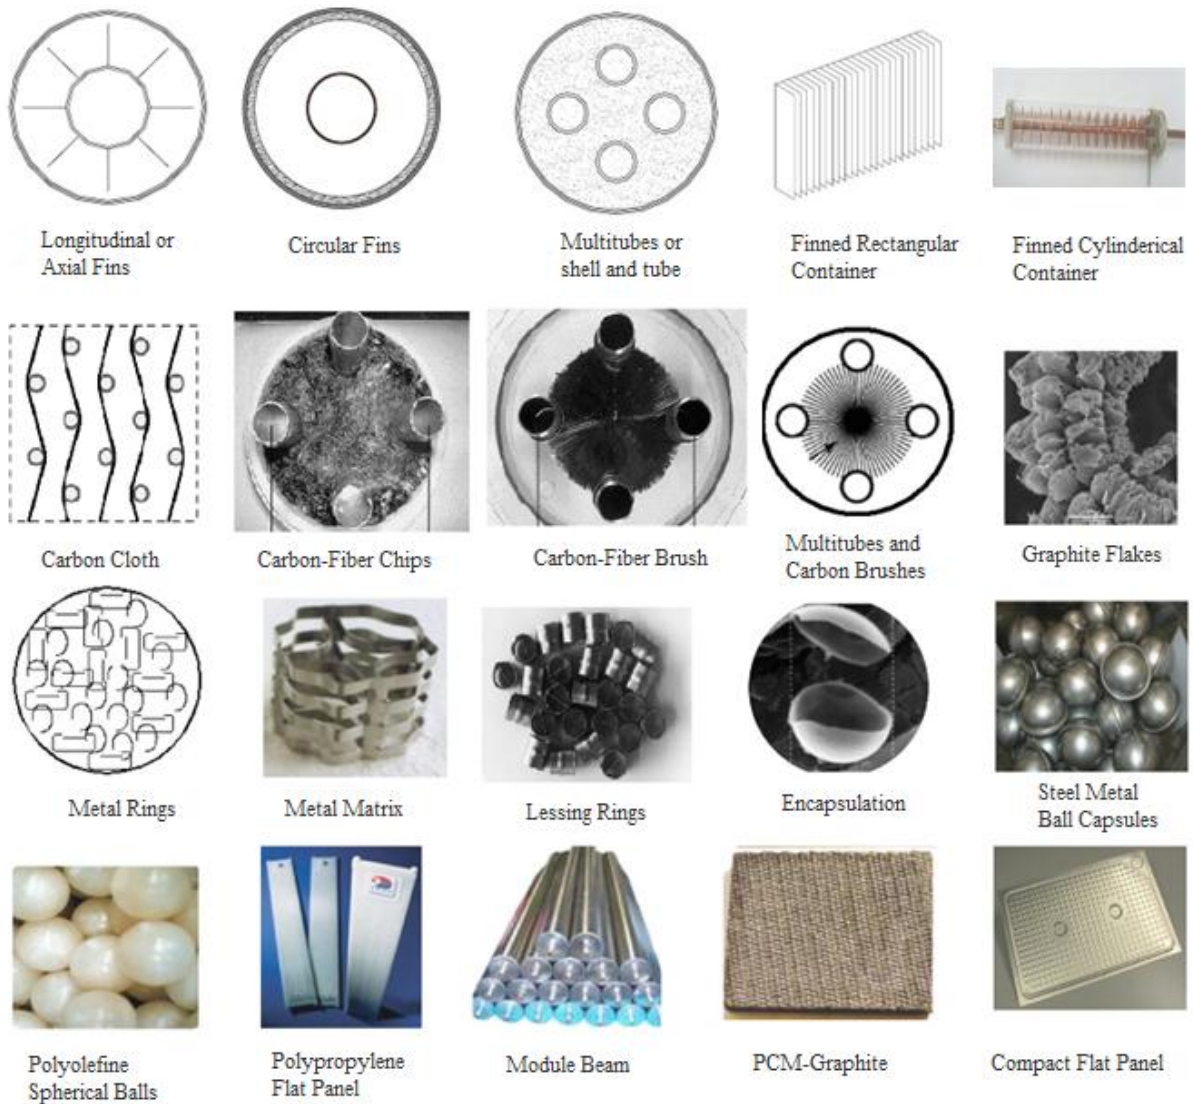 Longitudinal or
Axial Fins
Circular Fins
Multitubes or
shell and tube
Finned Rectangular
Container
Finned Cylinderical
Container
Carbon Cloth
Carbon-Fiber Chips
Carbon-Fiber Brush
Multitubes and
Carbon Brushes
Graphite Flakes
Metal Rings
Metal Matrix
Lessing Rings
Encapsulation
Steel Metal
Ball Capsules
Polyolefine
Spherical Balls
Polypropylene
Flat Panel
Module Beam
PCM-Graphite
Compact Flat Panel